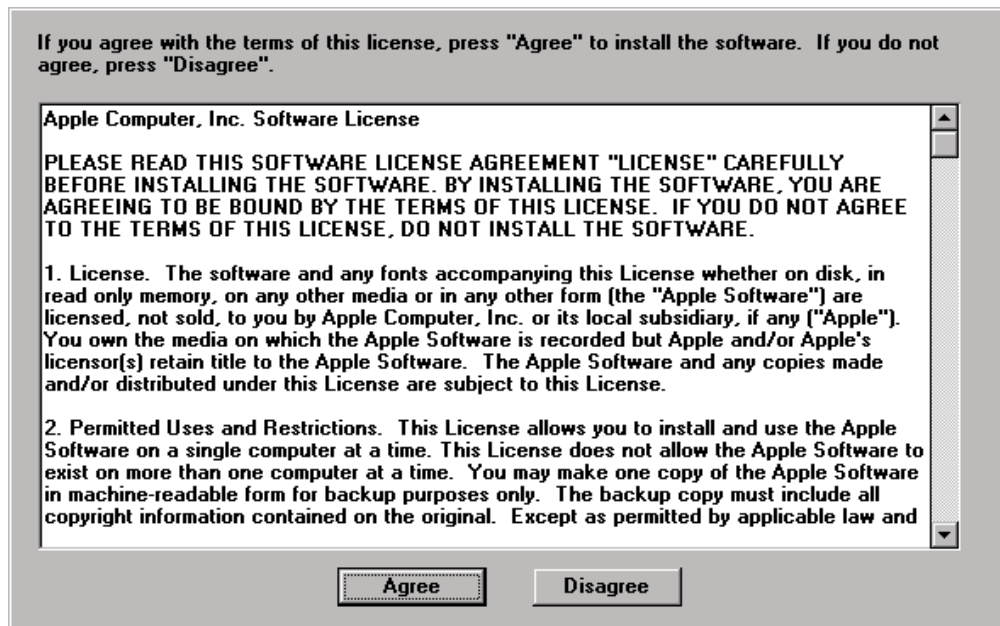 If you agree with the terms of this license, press "Agree" to install the software.  If you do not
agree, press "Disagree".
Apple Computer, Inc. Software License
PLEASE READ THIS SOFTWARE LICENSE AGREEMENT "LICENSE" CAREFULLY
BEFORE INSTALLING THE SOFTWARE. BY INSTALLING THE SOFTWARE, YOU ARE
AGREEING TO BE BOUND BY THE TERMS OF THIS LICENSE.  IF YOU DO NOT AGREE
TO THE TERMS OF THIS LICENSE, DO NOT INSTALL THE SOFTWARE.
1. License.  The software and any fonts accompanying this License whether on disk, in
read only memory, on any other media or in any other form (the "Apple Software") are
licensed, not sold, to you by Apple Computer, Inc. or its local subsidiary, if any ("Apple").
You own the media on which the Apple Software is recorded but Apple and/or Apple's
licensor(s) retain title to the Apple Software.  The Apple Software and any copies made
and/or distributed under this License are subject to this License.
2. Permitted Uses and Restrictions.  This License allows you to install and use the Apple
Software on a single computer at a time. This License does not allow the Apple Software to
exist on more than one computer at a time.  You may make one copy of the Apple Software
in machine-readable form for backup purposes only.  The backup copy must include all
copyright information contained on the original.  Except as permitted by applicable law and
Agree
Disagree